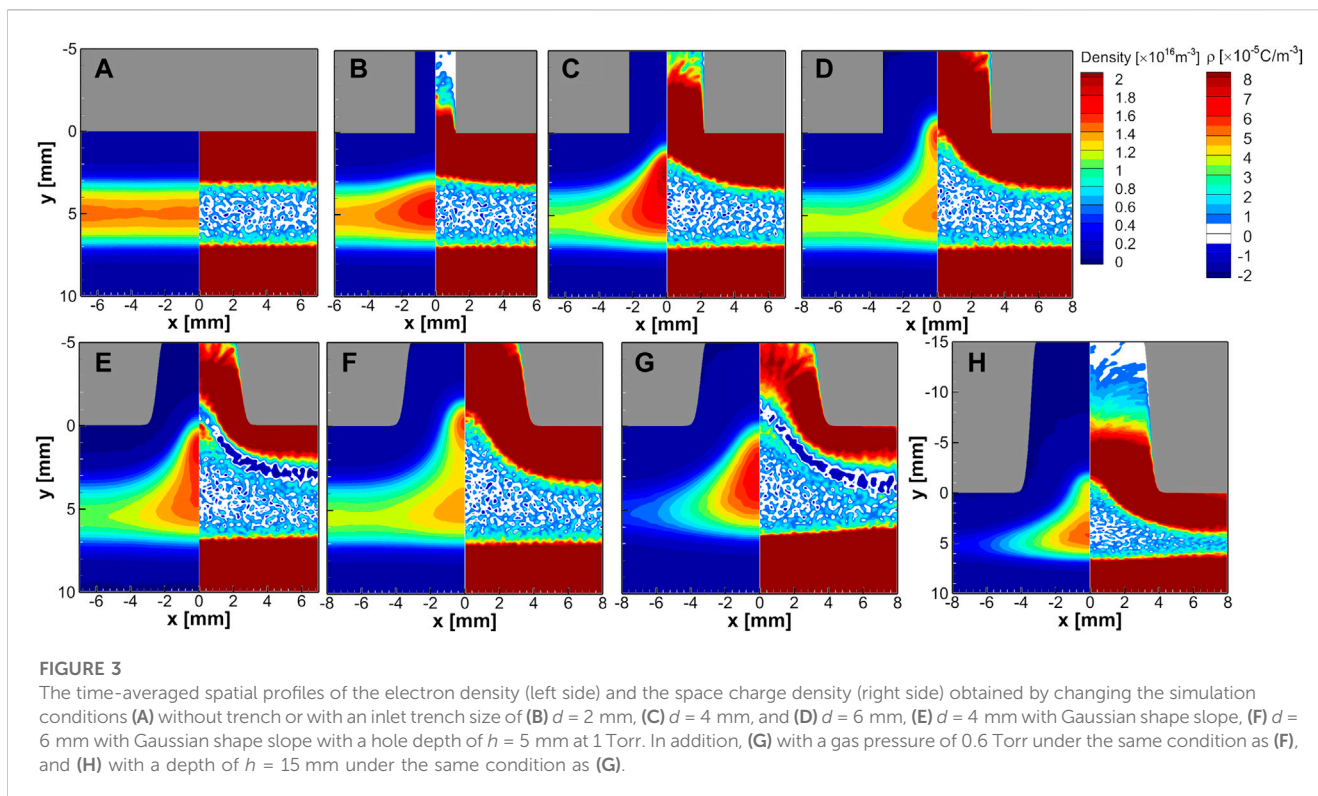 A
B
C
D
Density [×10¹⁶m⁻³]
ρ [×10⁻⁵C/m⁻³]
2
1.8
1.6
1.4
1.2
1
0.8
0.6
0.4
0.2
0
8
7
6
5
4
3
2
1
0
-1
-2
y [mm]
-5
0
5
10
-6 -4 -2 0 2 4 6
x [mm]
-6 -4 -2 0 2 4 6
x [mm]
-6 -4 -2 0 2 4 6
x [mm]
-8 -6 -4 -2 0 2 4 6 8
x [mm]
E
F
G
H
y [mm]
-5
0
5
10
-6 -4 -2 0 2 4 6
x [mm]
-8 -6 -4 -2 0 2 4 6 8
x [mm]
-8 -6 -4 -2 0 2 4 6 8
x [mm]
y [mm]
-15
-10
-5
0
5
10
-8 -6 -4 -2 0 2 4 6 8
x [mm]
FIGURE 3
The time-averaged spatial profiles of the electron density (left side) and the space charge density (right side) obtained by changing the simulation
conditions (A) without trench or with an inlet trench size of (B) d = 2 mm, (C) d = 4 mm, and (D) d = 6 mm, (E) d = 4 mm with Gaussian shape slope, (F) d =
6 mm with Gaussian shape slope with a hole depth of h = 5 mm at 1 Torr. In addition, (G) with a gas pressure of 0.6 Torr under the same condition as (F),
and (H) with a depth of h = 15 mm under the same condition as (G).